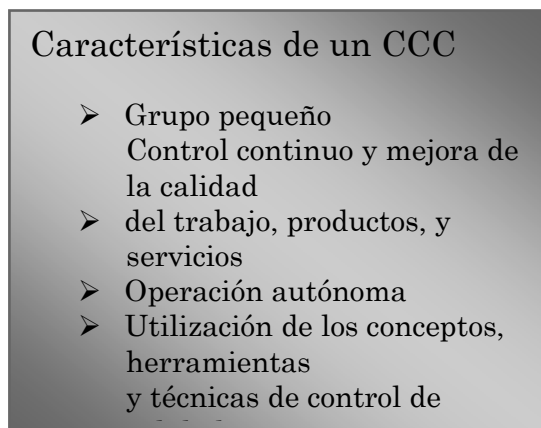 Características de un CCC
➢ Grupo pequeño
Control continuo y mejora de
la calidad
➢ del trabajo, productos, y
servicios
➢ Operación autónoma
➢ Utilización de los conceptos,
herramientas
y técnicas de control de